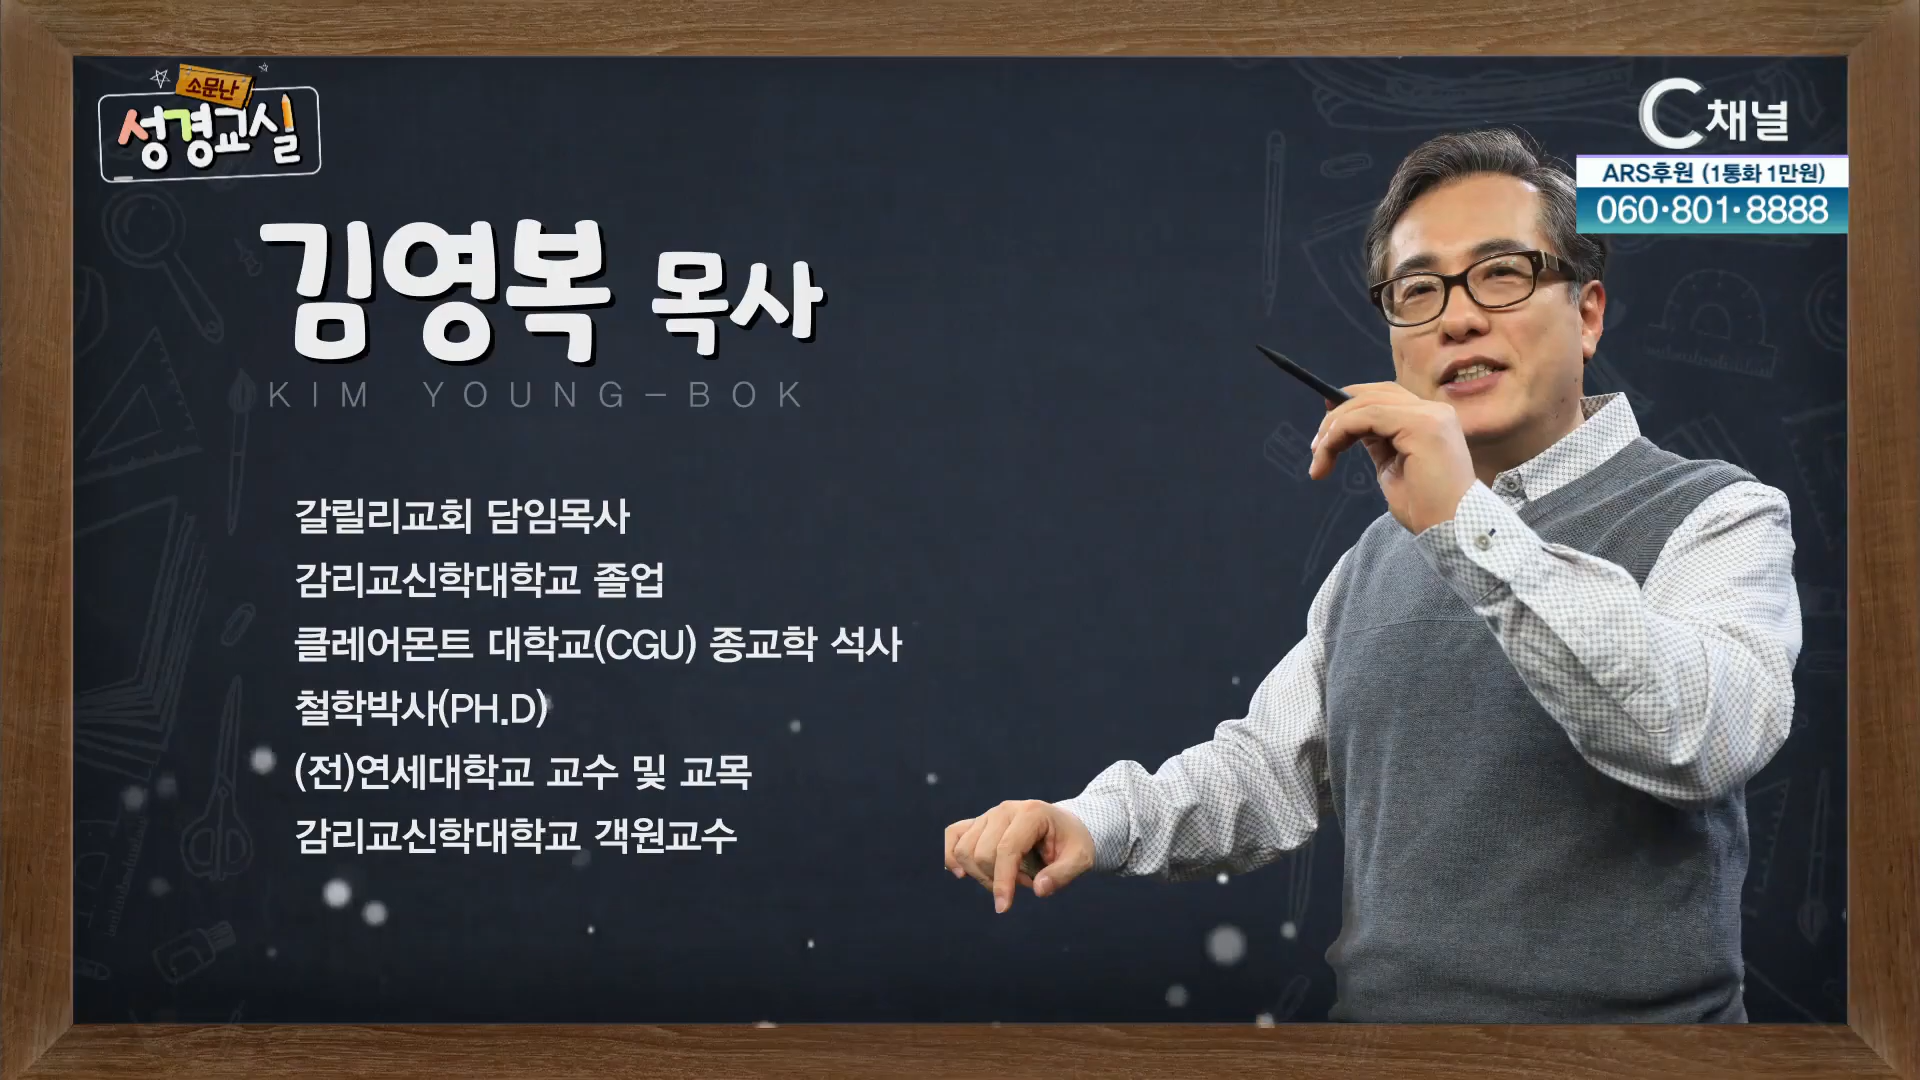 소문난
성경교실
C채널
ARS후원 (1통화 1만원)
060·801·8888
김영복 목사
KIM YOUNG-BOK
갈릴리교회 담임목사
감리교신학대학교 졸업
클레어몬트 대학교(CGU) 종교학 석사
철학박사(PH.D)
(전)연세대학교 교수 및 교목
감리교신학대학교 객원교수